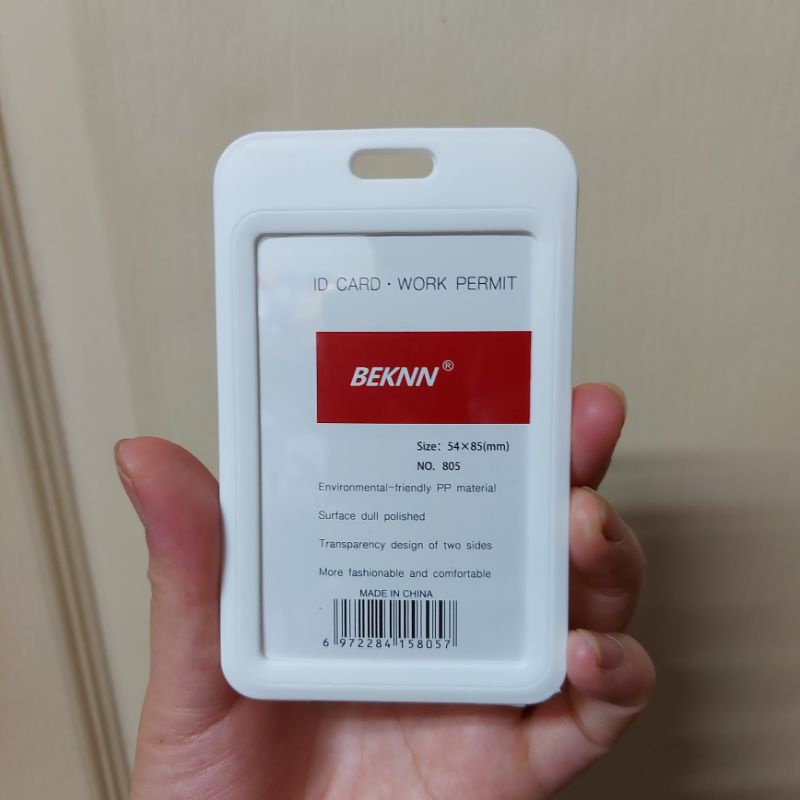 ID CARD · WORK PERMIT
BEKNN®
Size: 54×85(mm)
NO. 805
Environmental-friendly PP material
Surface dull polished
Transparency design of two sides
More fashionable and comfortable
MADE IN CHINA
6 972284 158057